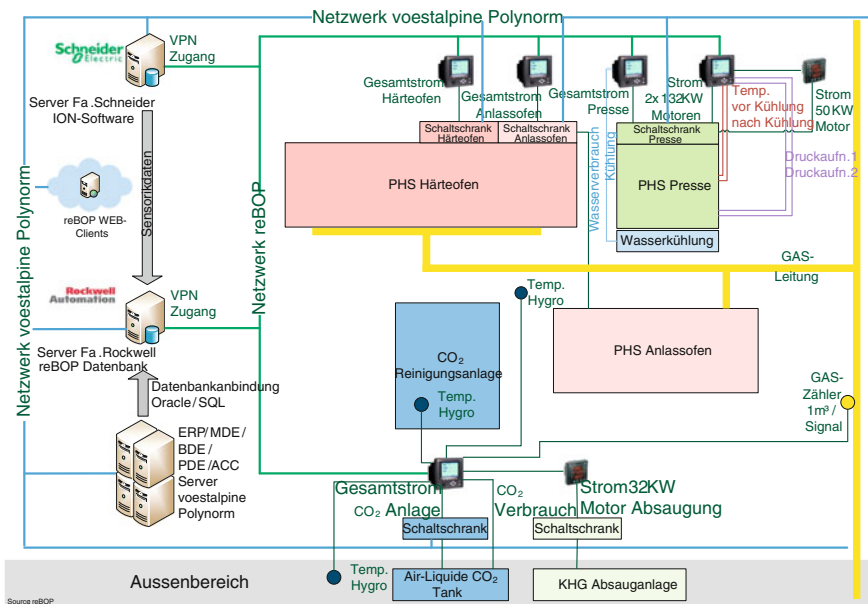 Netzwerk voestalpine Polynorm
Schneider
Electric
VPN
Zugang
Server Fa .Schneider
ION-Software
Gesamtstrom
Härteofen
Gesamtstrom
Anlassofen
Gesamtstrom
Presse
Strom
2x 132KW
Motoren
Temp.
vor Kühlung
nach Kühlung
Strom
50 KW
Motor
Schaltschrank
Härteofen
Schaltschrank
Anlassofen
Schaltschrank
Presse
Wasserverbrauch
Kühlung
Druckaufn.1
Druckaufn.2
PHS Härteofen
PHS Presse
Wasserkühlung
Netzwerk voestalpine Polynorm
reBOP WEB-
Clients
Sensorikdaten
Netzwerk reBOP
GAS-
Leitung
Rockwell
Automation
VPN
Zugang
Server Fa .Rockwell
reBOP Datenbank
Temp.
Hygro
CO2
Reinigungsanlage
PHS Anlassofen
Datenbankanbindung
Oracle/SQL
Temp.
Hygro
GAS-
Zähler
1m³ /
Signal
ERP/MDE /
BDE /
PDE /ACC
Server
voestalpine
Polynorm
Gesamtstrom
CO2 Anlage
CO2
Verbrauch
Strom32KW
Motor Absaugung
Schaltschrank
Schaltschrank
Aussenbereich
Temp.
Hygro
Air-Liquide CO2
Tank
KHG Absauganlage
Source reBOP